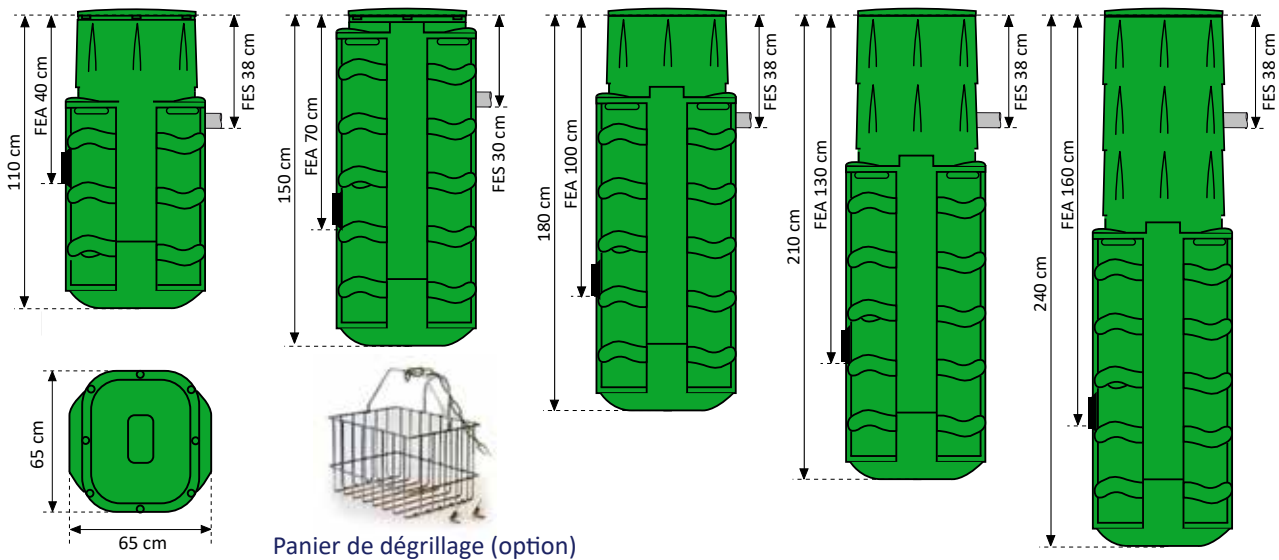 110 cm
FEA 40 cm
FES 38 cm
150 cm
FEA 70 cm
FES 30 cm
180 cm
FEA 100 cm
FES 38 cm
210 cm
FEA 130 cm
FES 38 cm
240 cm
FEA 160 cm
FES 38 cm
65 cm
65 cm
Panier de dégrillage (option)